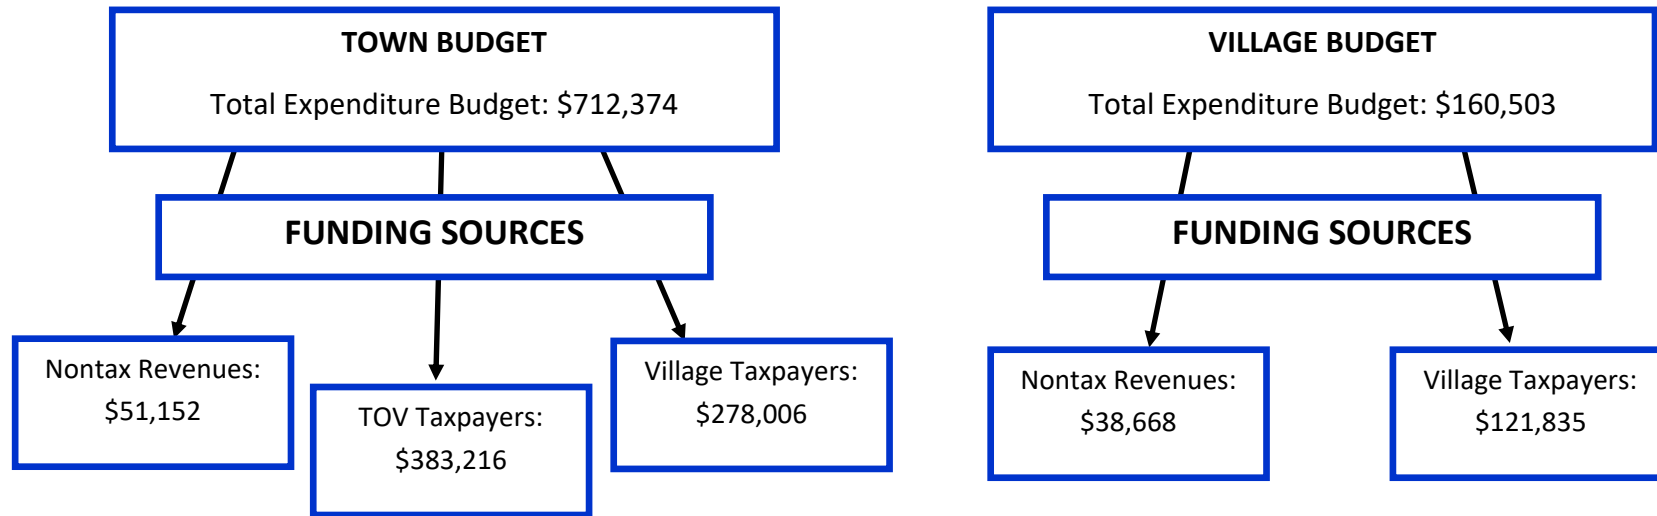 TOWN BUDGET
Total Expenditure Budget: $712,374
FUNDING SOURCES
Nontax Revenues:
$51,152
TOV Taxpayers:
$383,216
Village Taxpayers:
$278,006
VILLAGE BUDGET
Total Expenditure Budget: $160,503
FUNDING SOURCES
Nontax Revenues:
$38,668
Village Taxpayers:
$121,835